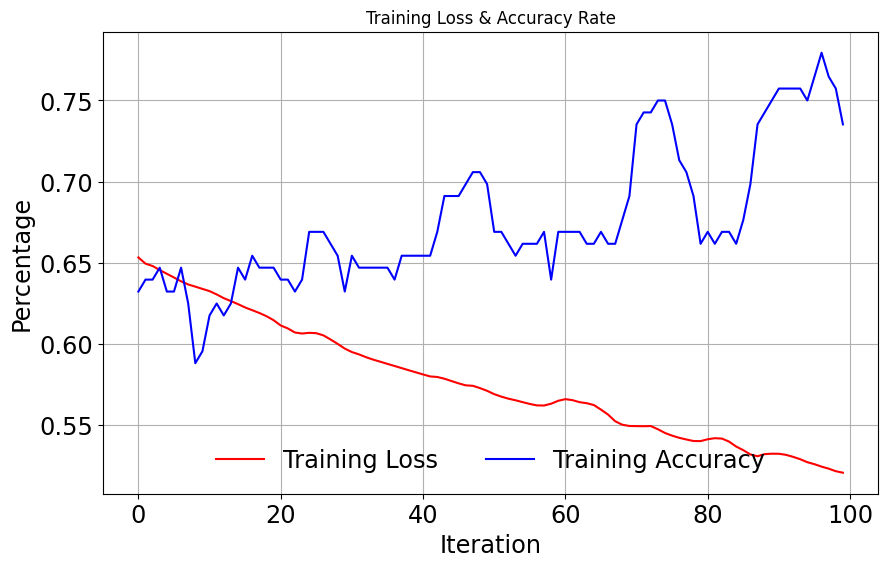 Training Loss & Accuracy Rate
Percentage
0.75
0.70
0.65
0.60
0.55
Training Loss
Training Accuracy
0 20 40 60 80 100
Iteration